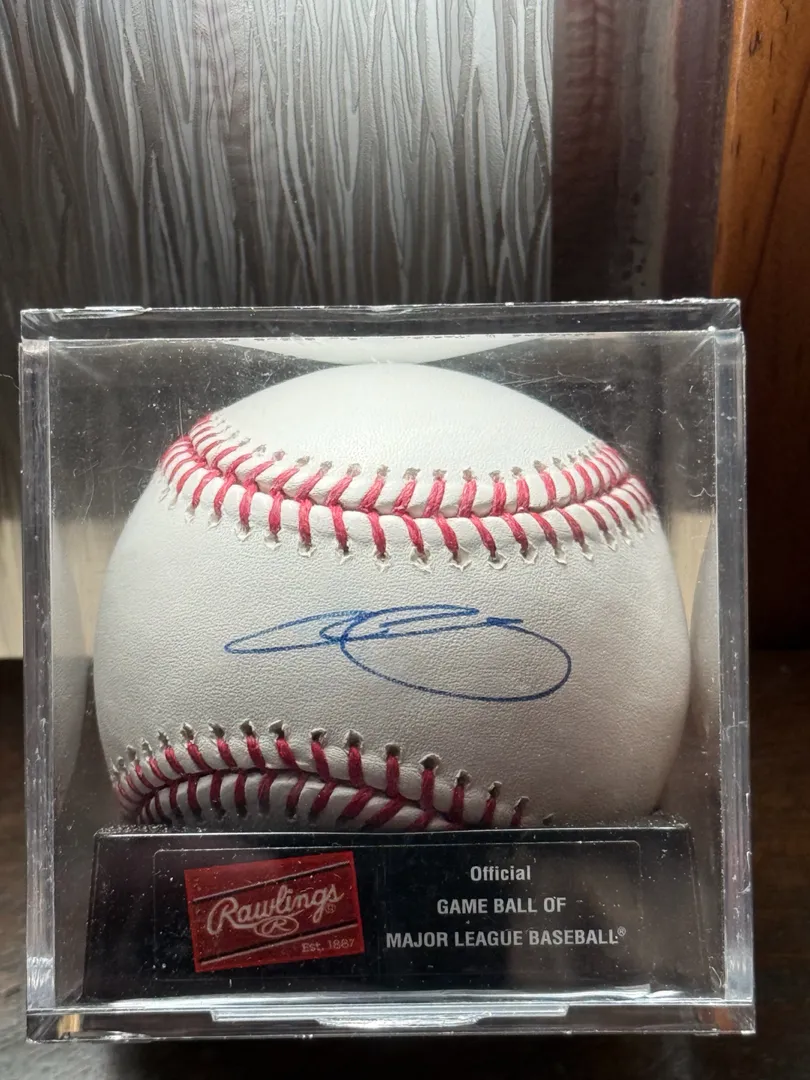 Rawlings®
R
Est. 1887
Official
GAME BALL OF
MAJOR LEAGUE BASEBALL®